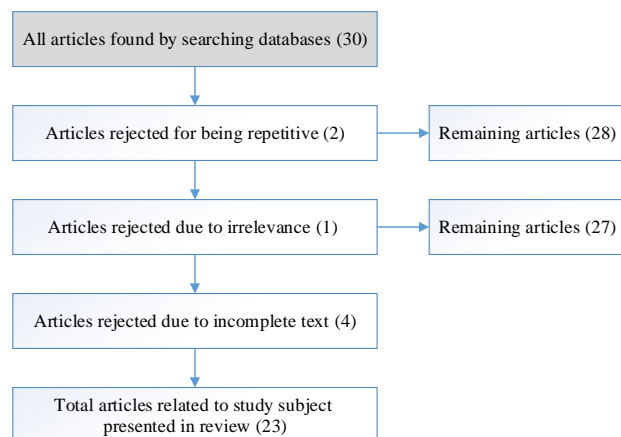 All articles found by searching databases (30)
Articles rejected for being repetitive (2)
Remaining articles (28)
Articles rejected due to irrelevance (1)
Remaining articles (27)
Articles rejected due to incomplete text (4)
Total articles related to study subject
presented in review (23)